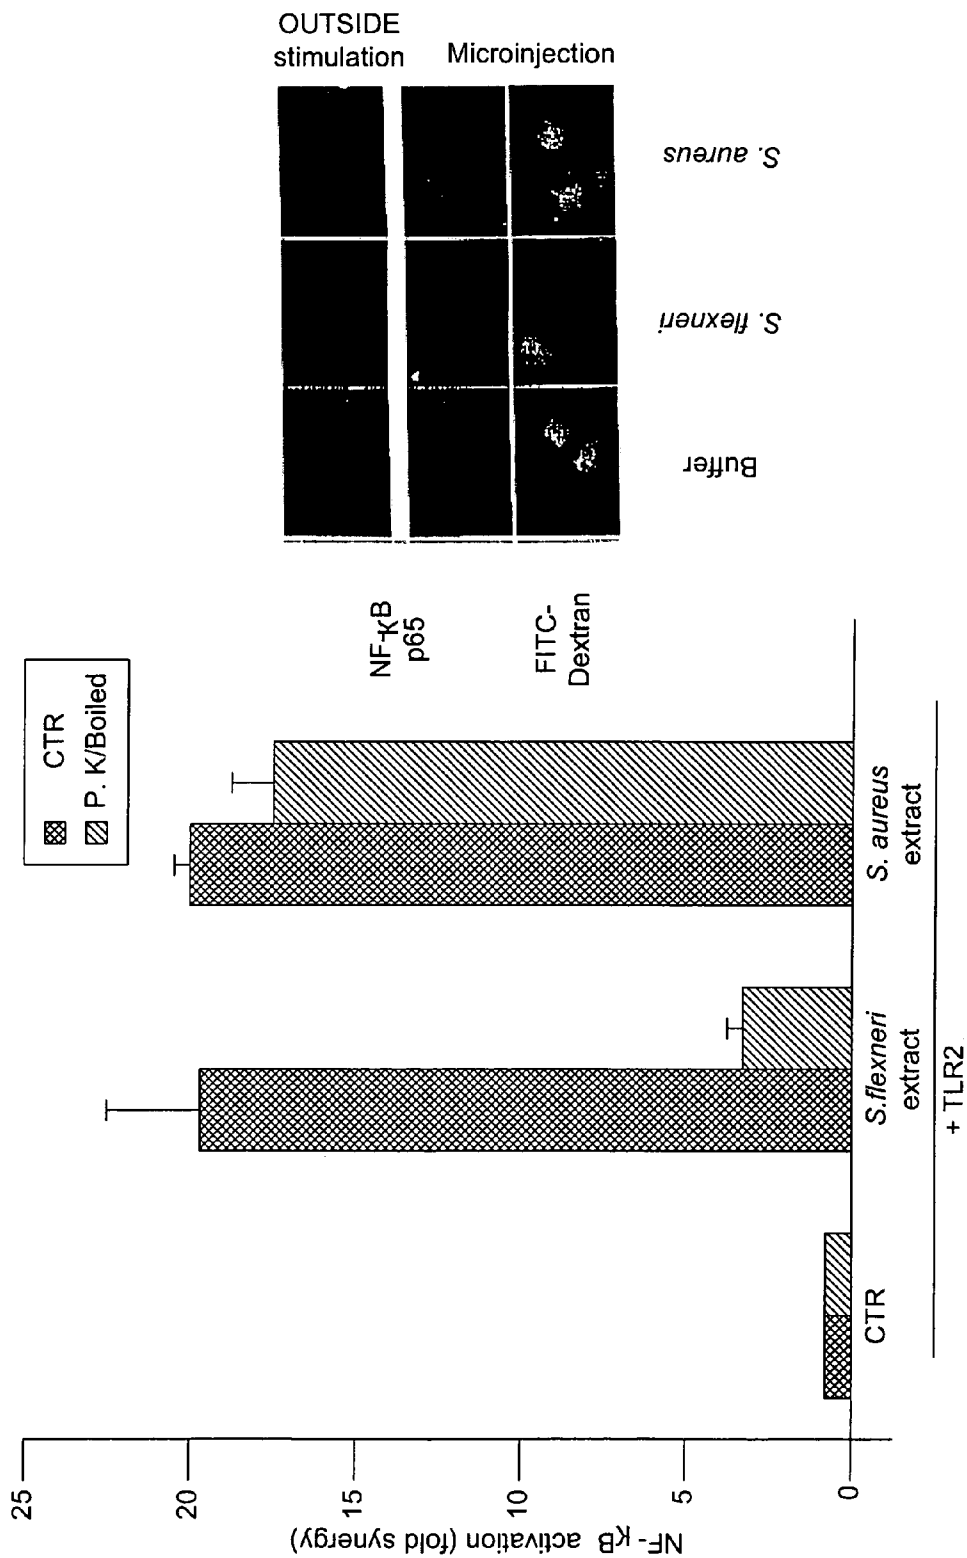 OUTSIDE
stimulation
Microinjection
S. aureus
S. flexneri
Buffer
NF-κB
p65
FITC-
Dextran
CTR
P. K/Boiled
25
20
15
10
5
0
NF-κB activation (fold synergy)
CTR
S.flexneri
extract
S. aureus
extract
+ TLR2